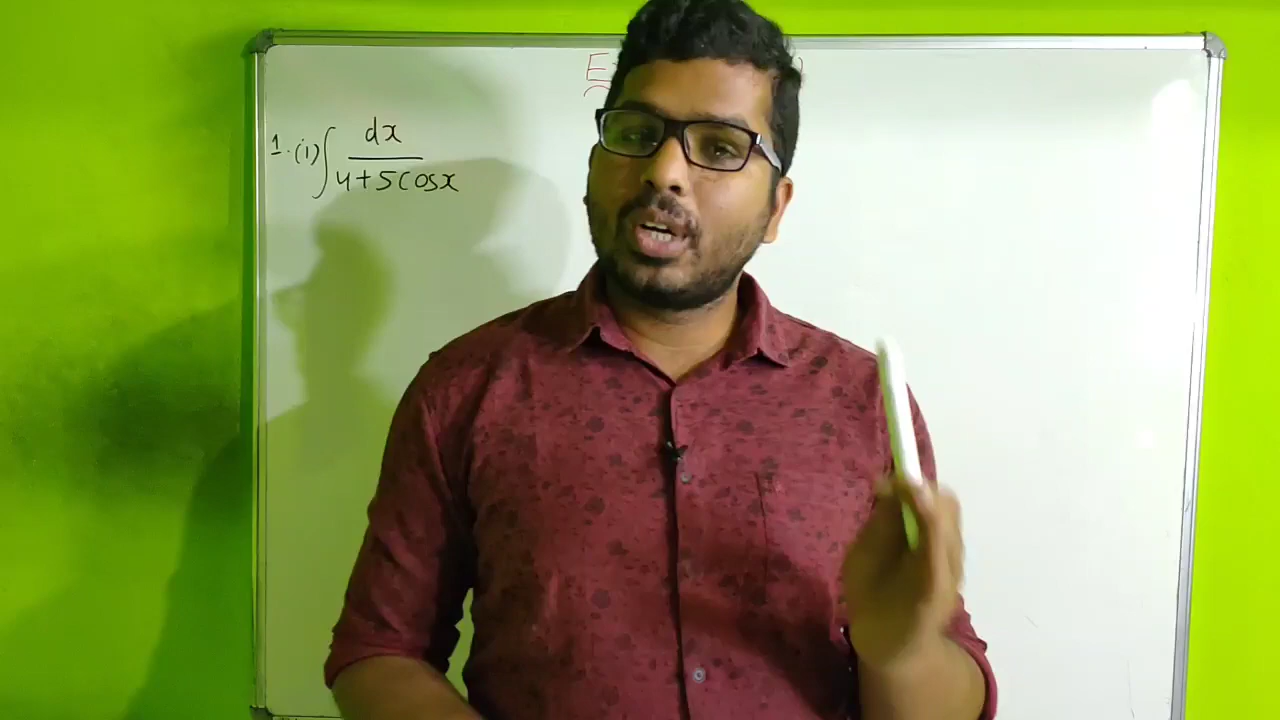 1. (i) ∫ dx / 4+5cosx